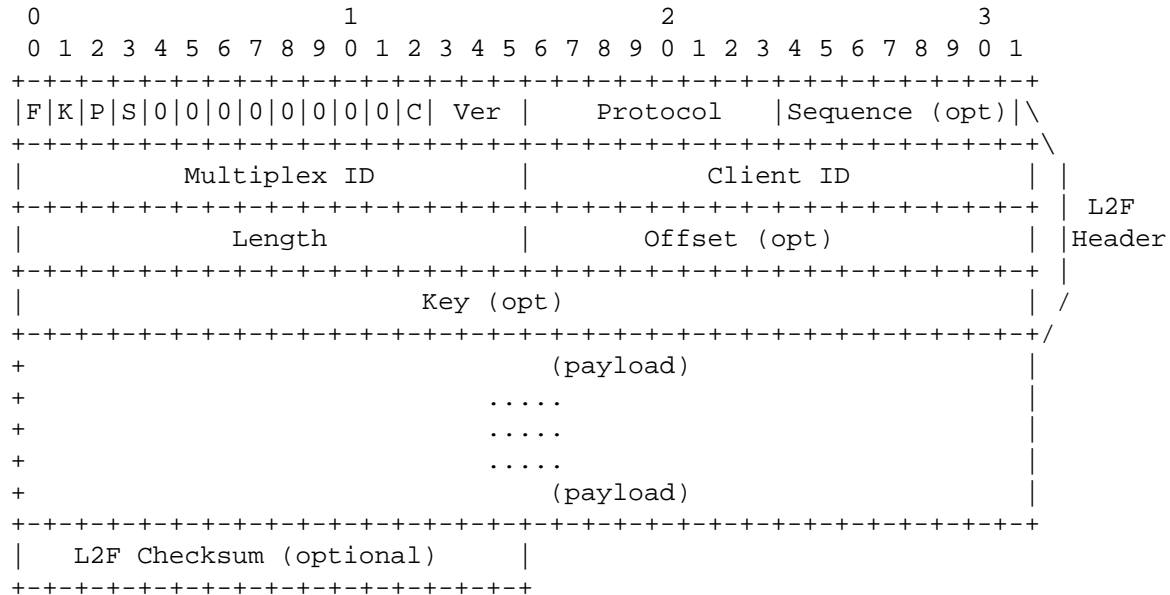 0                   1                   2                   3
 0 1 2 3 4 5 6 7 8 9 0 1 2 3 4 5 6 7 8 9 0 1 2 3 4 5 6 7 8 9 0 1
+-+-+-+-+-+-+-+-+-+-+-+-+-+-+-+-+-+-+-+-+-+-+-+-+-+-+-+-+-+-+-+-+
|F|K|P|S|0|0|0|0|0|0|0|0|C| Ver |    Protocol   |Sequence (opt)|\
+-+-+-+-+-+-+-+-+-+-+-+-+-+-+-+-+-+-+-+-+-+-+-+-+-+-+-+-+-+-+-+-+\
|          Multiplex ID         |           Client ID           | |
+-+-+-+-+-+-+-+-+-+-+-+-+-+-+-+-+-+-+-+-+-+-+-+-+-+-+-+-+-+-+-+-+ | L2F
|             Length            |       Offset (opt)            | |Header
+-+-+-+-+-+-+-+-+-+-+-+-+-+-+-+-+-+-+-+-+-+-+-+-+-+-+-+-+-+-+-+-+ |
|                         Key (opt)                             | /
+-+-+-+-+-+-+-+-+-+-+-+-+-+-+-+-+-+-+-+-+-+-+-+-+-+-+-+-+-+-+-+-+/
+                                 (payload)                     |
+                             .....                             |
+                             .....                             |
+                             .....                             |
+                                 (payload)                     |
+-+-+-+-+-+-+-+-+-+-+-+-+-+-+-+-+-+-+-+-+-+-+-+-+-+-+-+-+-+-+-+-+
|   L2F Checksum (optional)     |
+-+-+-+-+-+-+-+-+-+-+-+-+-+-+-+-+